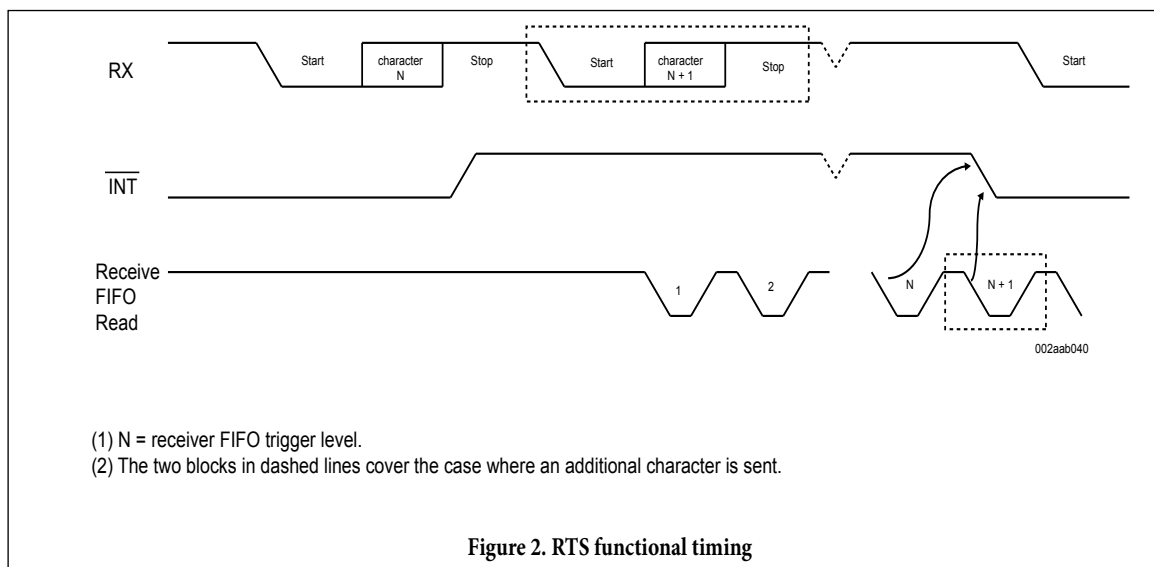 RX
Start
character
N
Stop
Start
character
N + 1
Stop
Start
INT
Receive
FIFO
Read
1
2
N
N + 1
002aab040
(1) N = receiver FIFO trigger level.
(2) The two blocks in dashed lines cover the case where an additional character is sent.
Figure 2. RTS functional timing